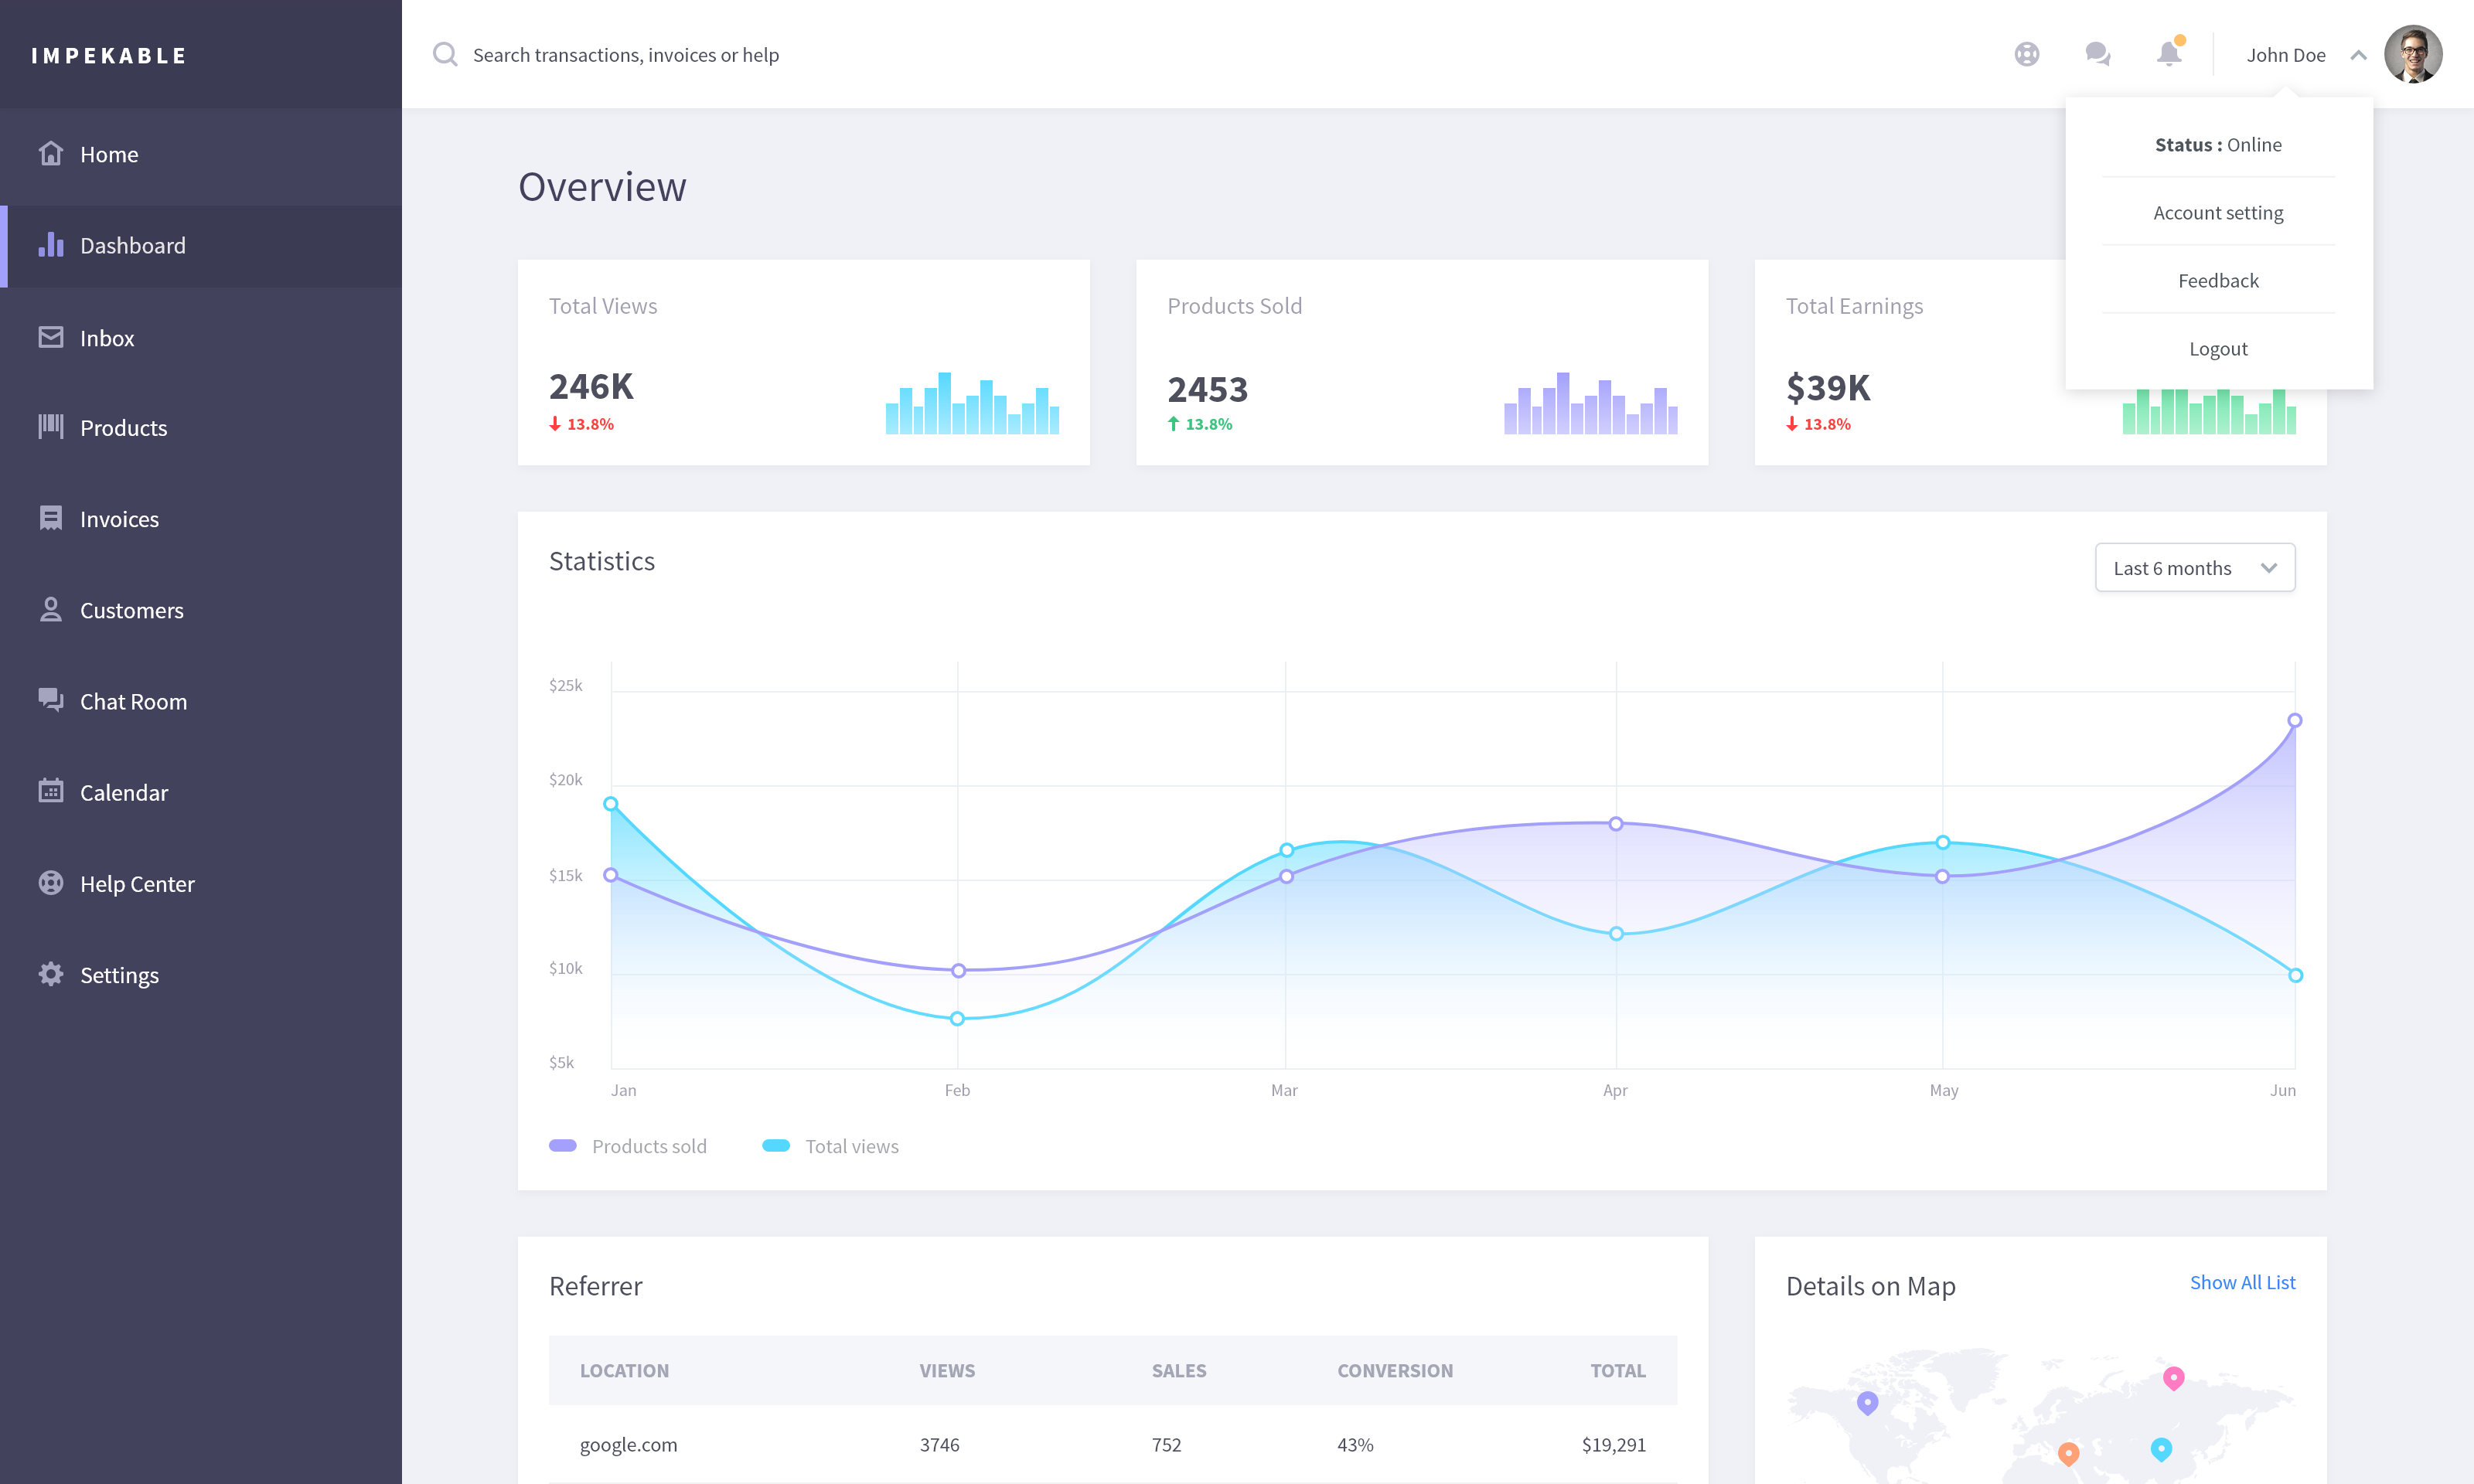 IMPEKABLE
Search transactions, invoices or help
John Doe
Home
Dashboard
Inbox
Products
Invoices
Customers
Chat Room
Calendar
Help Center
Settings
Status : Online
Account setting
Feedback
Logout
Overview
Total Views
246K
13.8%
Products Sold
2453
13.8%
Total Earnings
$39K
13.8%
Statistics
Last 6 months
$25k
$20k
$15k
$10k
$5k
Jan Feb Mar Apr May Jun
Products sold Total views
Referrer
LOCATION VIEWS SALES CONVERSION TOTAL
google.com 3746 752 43% $19,291
Details on Map
Show All List